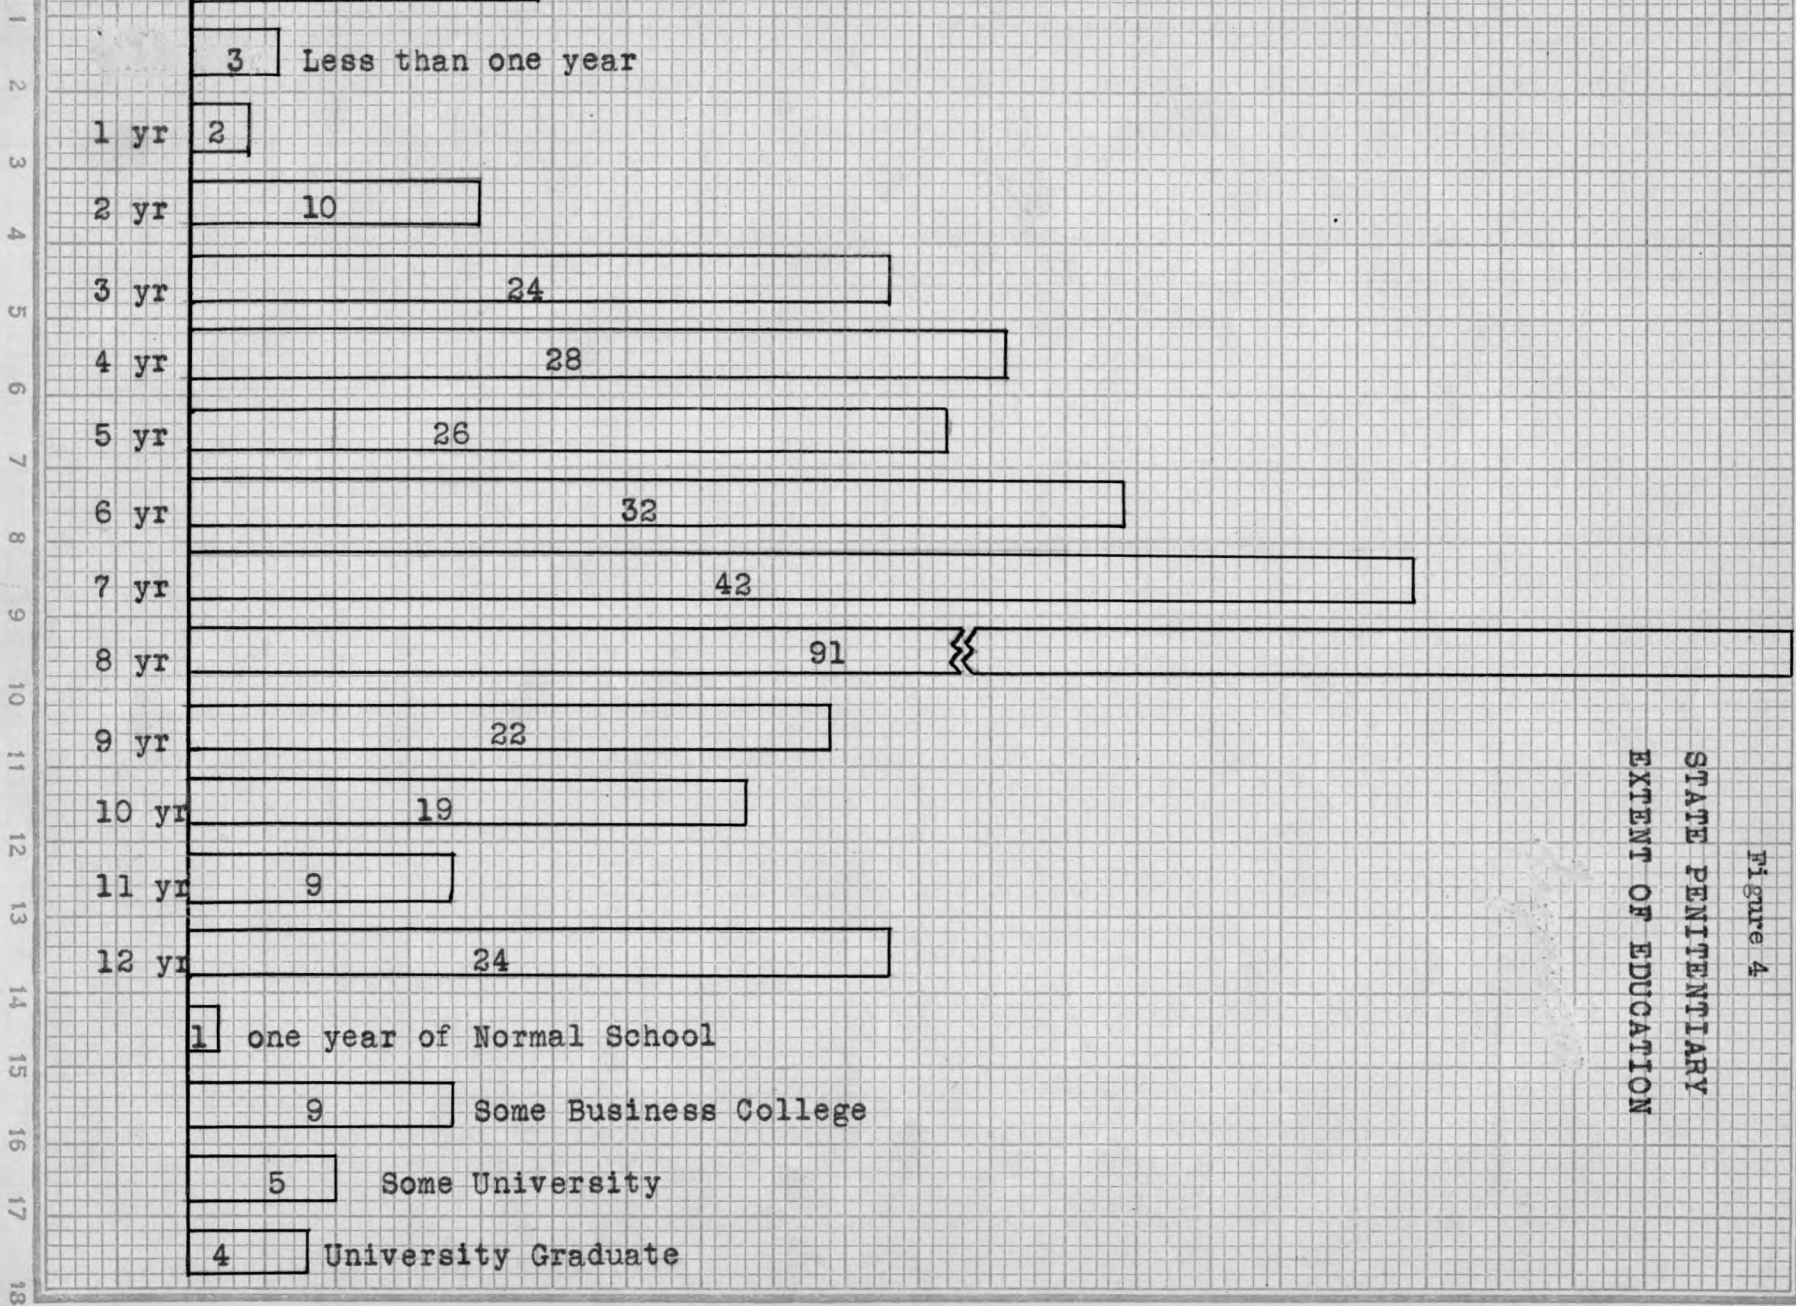 Figure 4
STATE PENITENTIARY
EXTENT OF EDUCATION
3 Less than one year
1 yr 2
2 yr 10
3 yr 24
4 yr 28
5 yr 26
6 yr 32
7 yr 42
8 yr 91
9 yr 22
10 yr 19
11 yr 9
12 yr 24
1 one year of Normal School
9 Some Business College
5 Some University
4 University Graduate
1
2
3
4
5
6
7
8
9
10
11
12
13
14
15
16
17
18